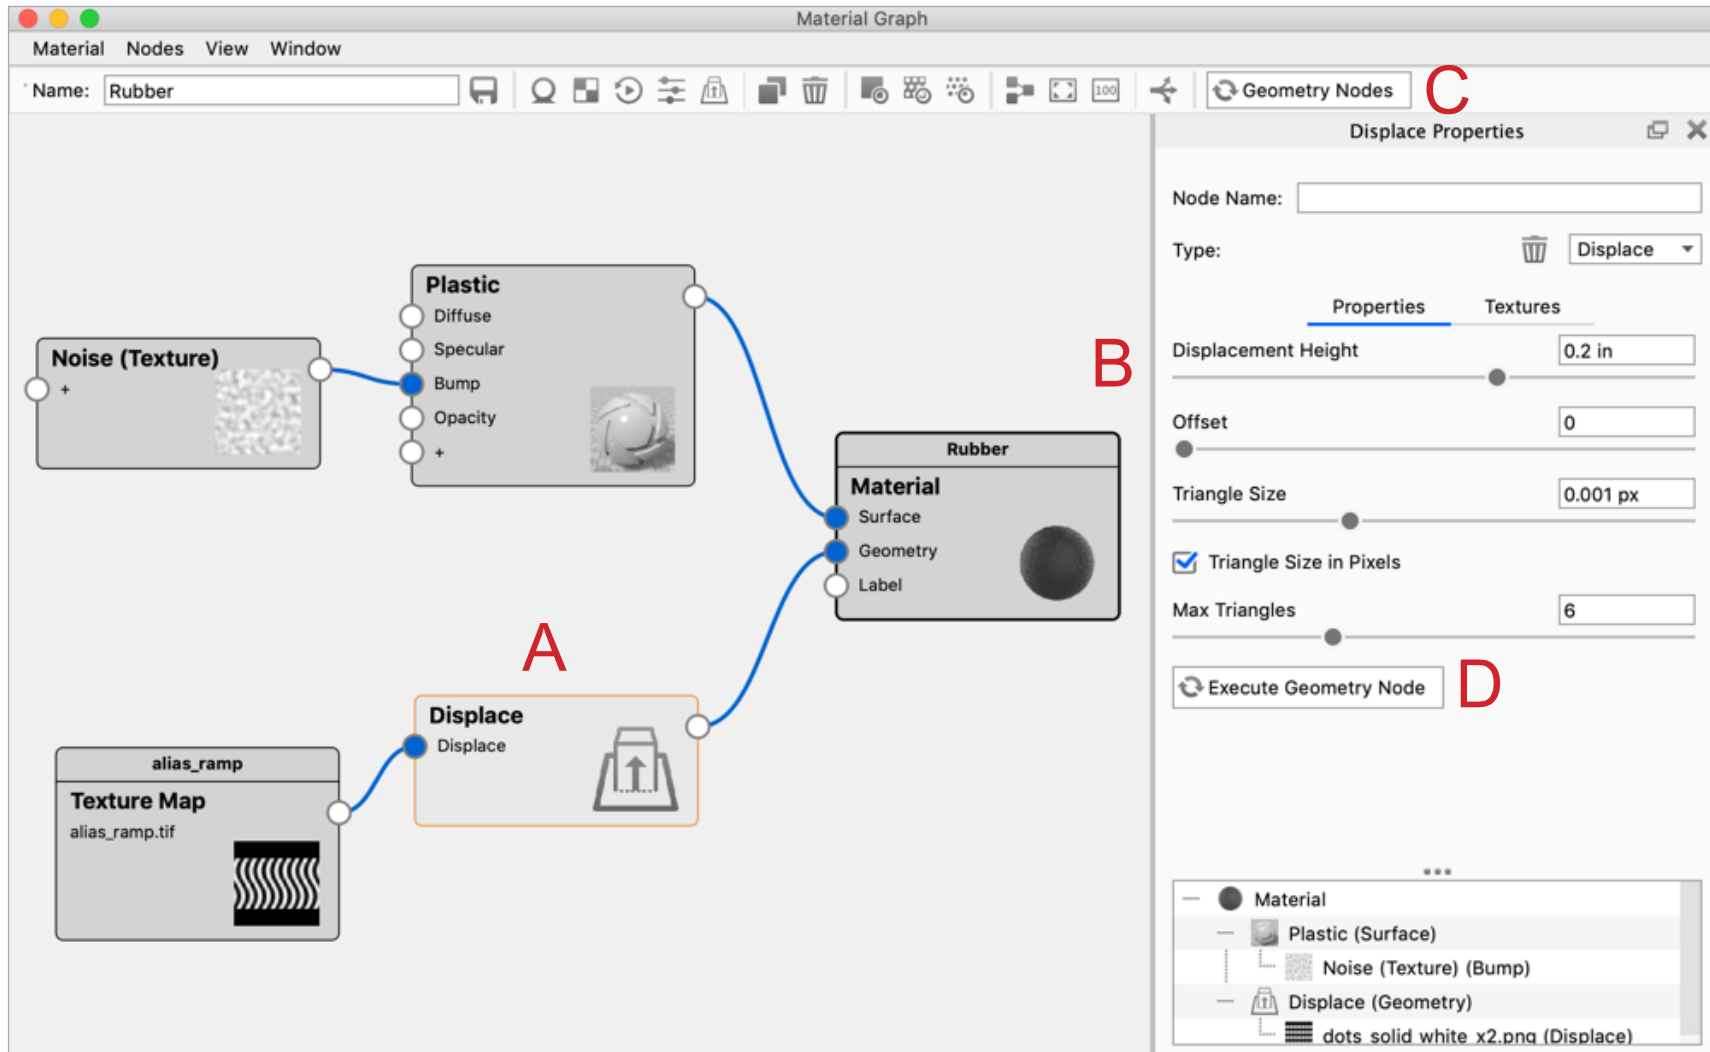 Material Graph
Material Nodes View Window
Name: Rubber
100
Geometry Nodes
C
Displace Properties
Node Name:
Type: Displace
Properties Textures
Displacement Height 0.2 in
Offset 0
Triangle Size 0.001 px
Triangle Size in Pixels
Max Triangles 6
Execute Geometry Node
D
B
Plastic
Diffuse
Specular
Bump
Opacity
+
Noise (Texture)
+
Rubber
Material
Surface
Geometry
Label
A
Displace
Displace
alias_ramp
Texture Map
alias_ramp.tif
Material
Plastic (Surface)
Noise (Texture) (Bump)
Displace (Geometry)
dots_solid_white_x2.png (Displace)